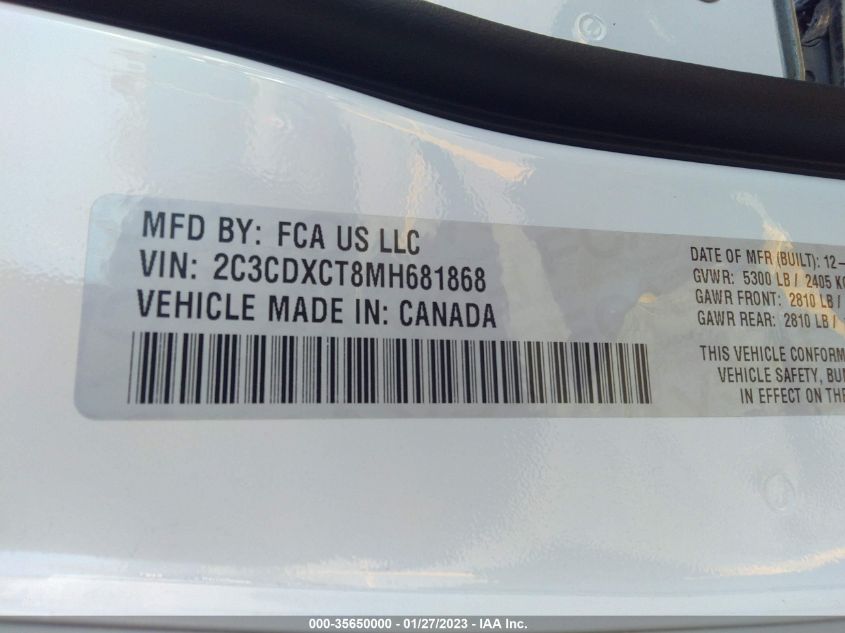 MFD BY: FCA US LLC
VIN: 2C3CDXCT8MH681868
VEHICLE MADE IN: CANADA
DATE OF MFR (BUILT): 12-
GVWR: 5300 LB / 2405 KG
GAWR FRONT: 2810 LB /
GAWR REAR: 2810 LB /
THIS VEHICLE CONFORM
VEHICLE SAFETY, BU
IN EFFECT ON THE
000-35650000 - 01/27/2023 - IAA Inc.